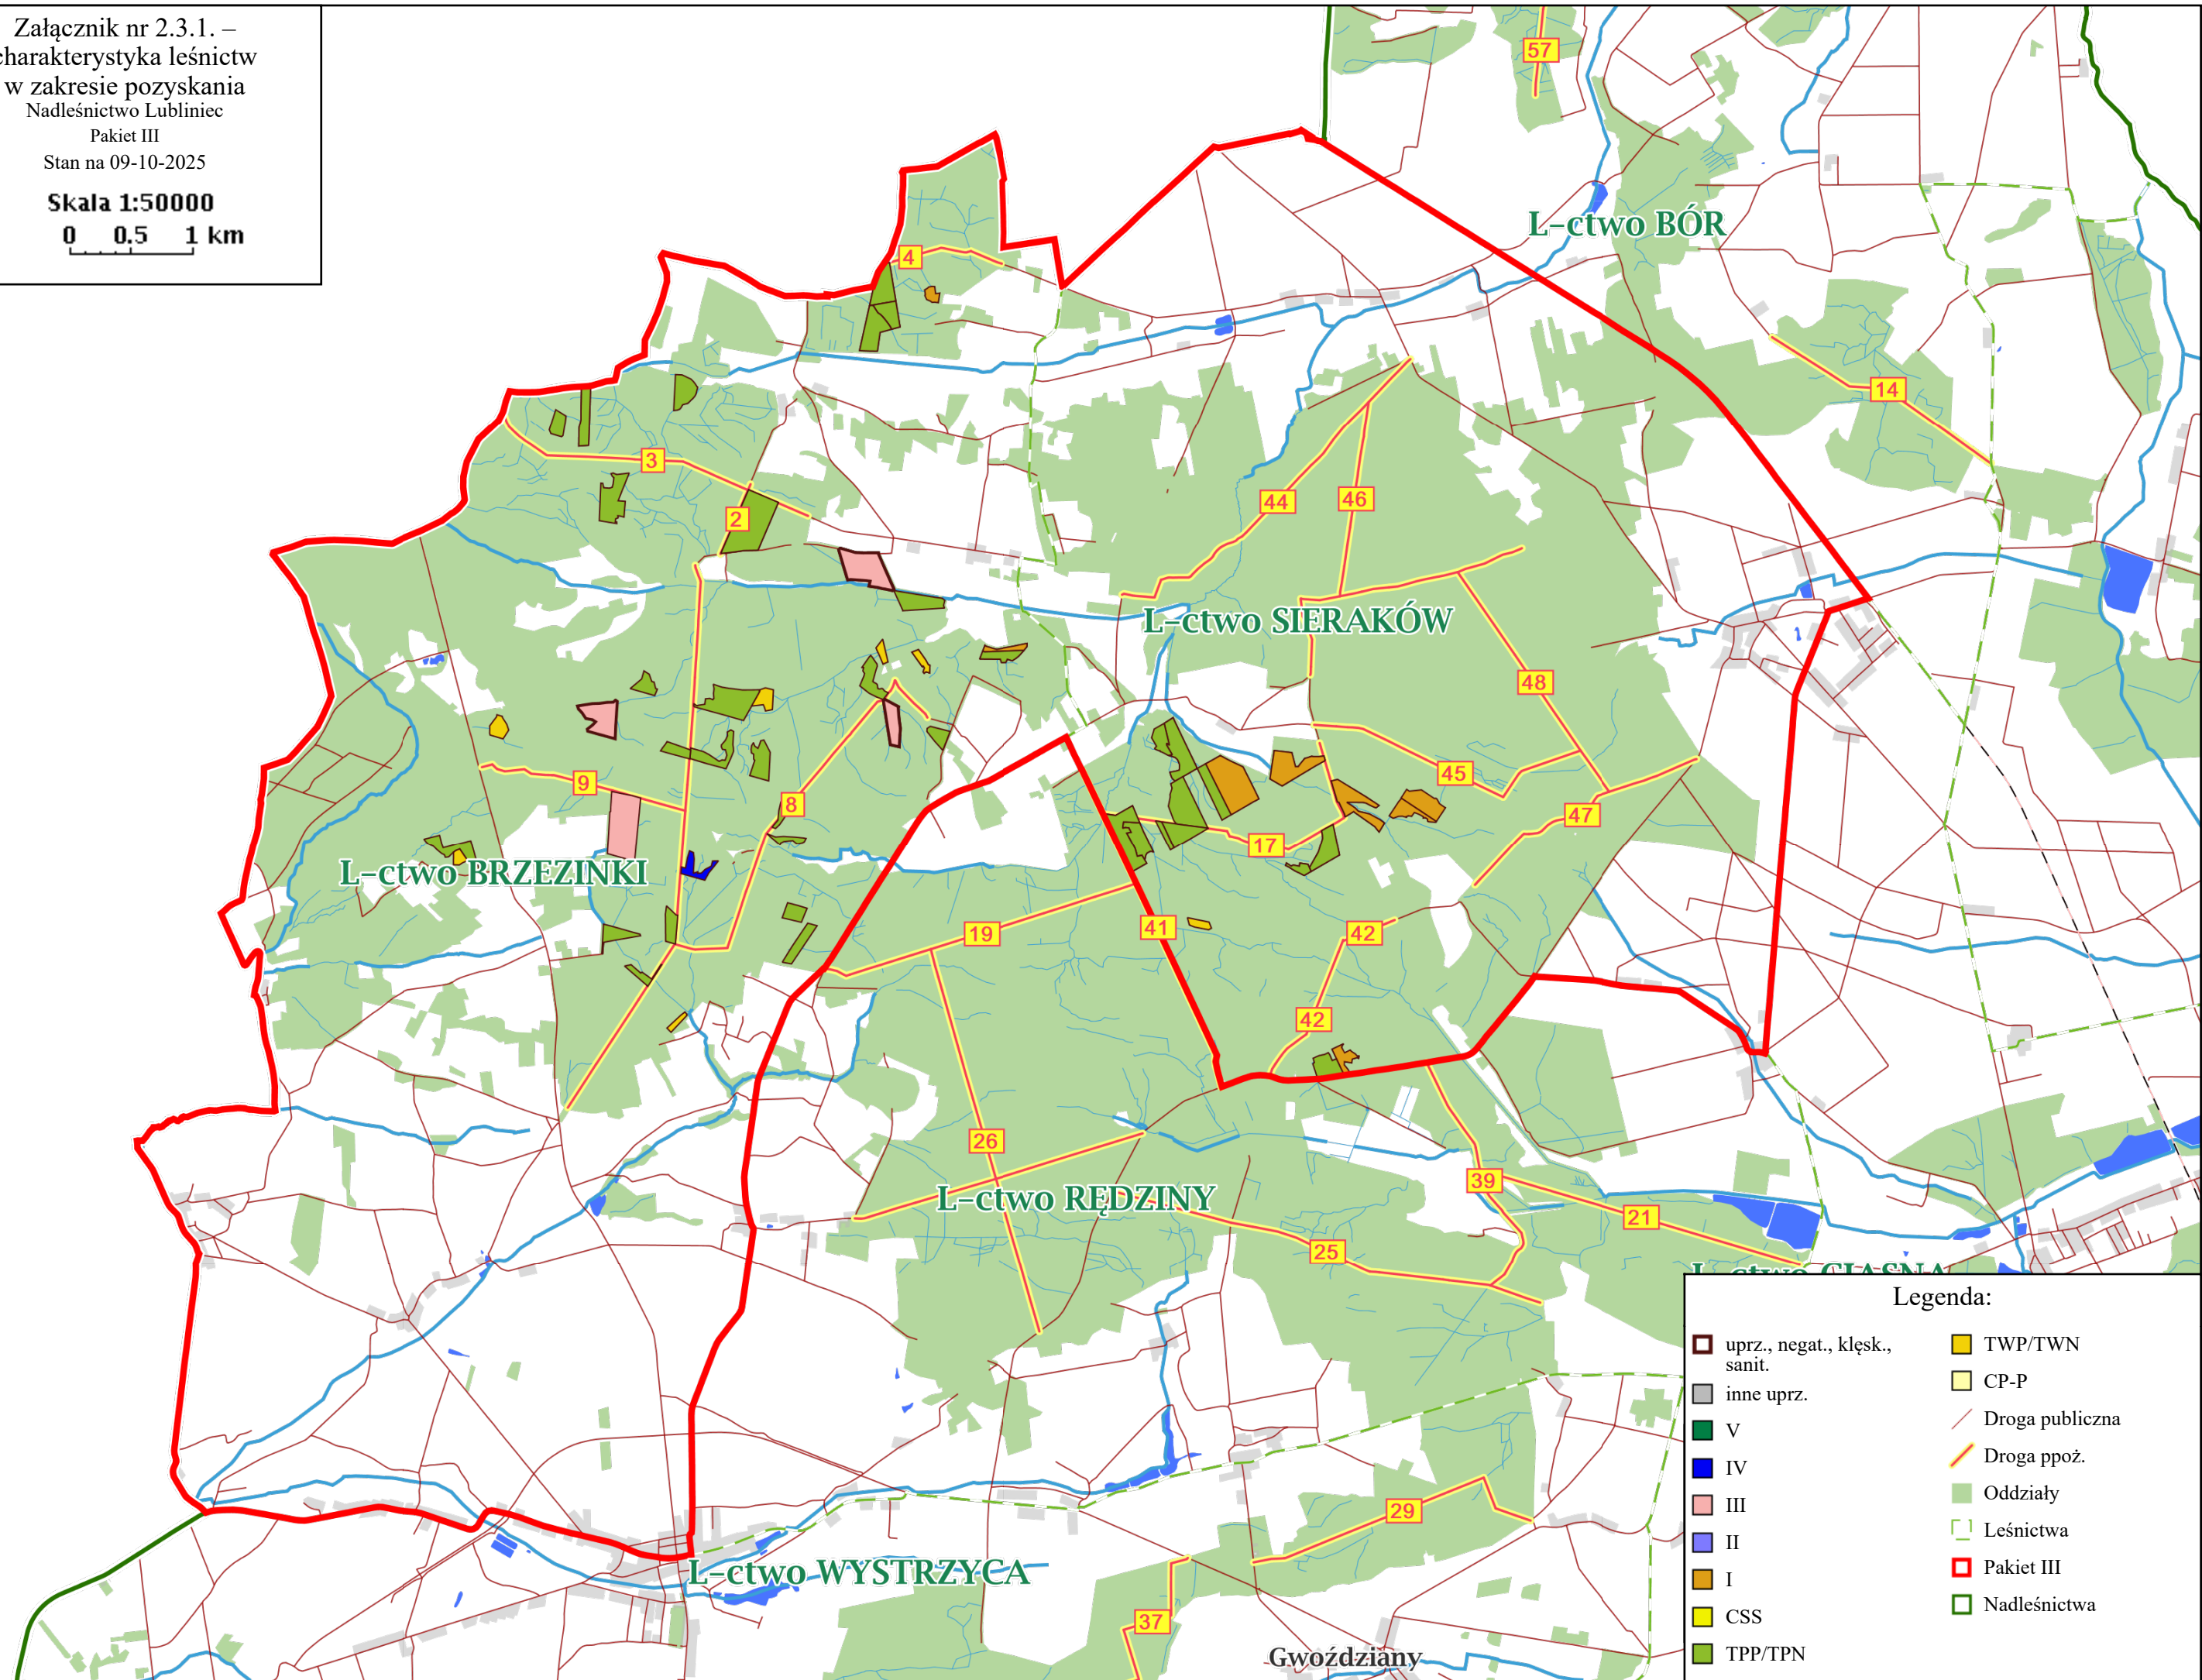 Załącznik nr 2.3.1. –
charakterystyka leśnictw
w zakresie pozyskania
Nadleśnictwo Lubliniec
Pakiet III
Stan na 09-10-2025
Skala 1:50000
0 0.5 1 km
57
L-ctwo BÓR
4
14
3
2
44
46
L-ctwo SIERAKÓW
48
45
9
8
47
17
L-ctwo BRZEZINKI
19
41
42
42
26
39
L-ctwo RĘDZINY
21
25
L-ctwo CIASNA
29
L-ctwo WYSTRZYCA
37
Gwoździany
Legenda:
uprz., negat., klęsk.,
sanit.
inne uprz.
V
IV
III
II
I
CSS
TPP/TPN
TWP/TWN
CP-P
Droga publiczna
Droga ppoż.
Oddziały
Leśnictwa
Pakiet III
Nadleśnictwa